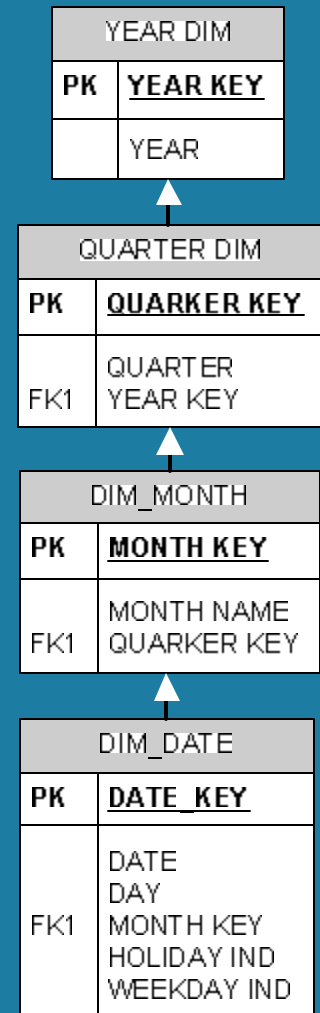 YEAR DIM
PK YEAR KEY
YEAR
QUARTER DIM
PK QUARKER KEY
QUARTER
FK1 YEAR KEY
DIM_MONTH
PK MONTH KEY
MONTH NAME
FK1 QUARKER KEY
DIM_DATE
PK DATE_KEY
DATE
DAY
FK1 MONTH KEY
HOLIDAY IND
WEEKDAY IND